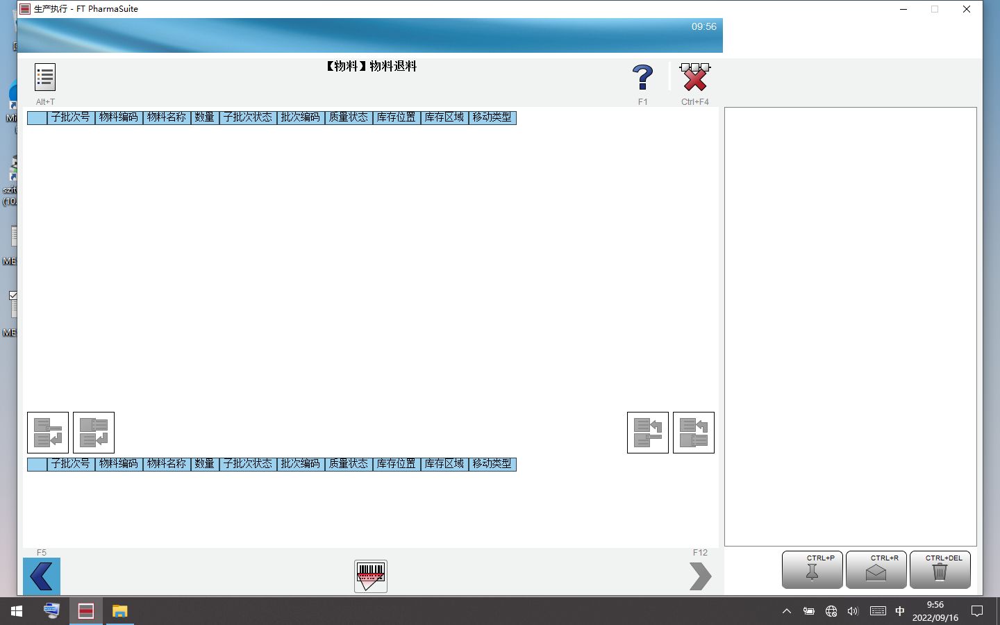 生产执行 - FT PharmaSuite
09:56
【物料】物料退料
Alt+T
F1
Ctrl+F4
子批次号 物料编码 物料名称 数量 子批次状态 批次编码 质量状态 库存位置 库存区域 移动类型
子批次号 物料编码 物料名称 数量 子批次状态 批次编码 质量状态 库存位置 库存区域 移动类型
F5
F12
CTRL+P
CTRL+R
CTRL+DEL
Mi
szit
(10.
ME
ME
中
9:56
2022/09/16